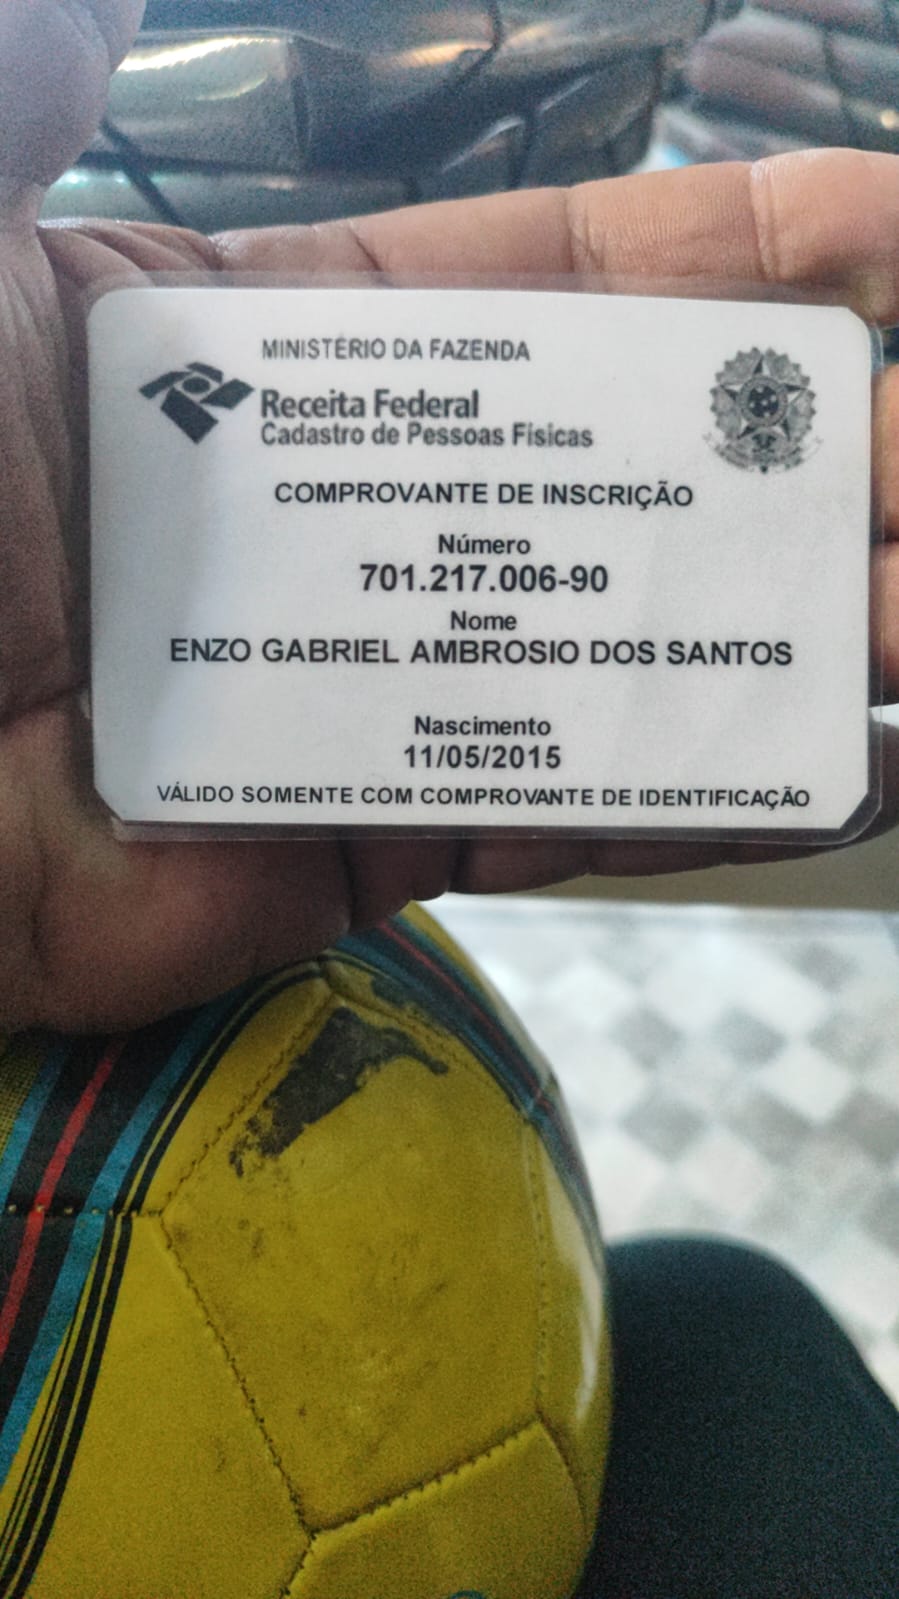 MINISTÉRIO DA FAZENDA
Receita Federal
Cadastro de Pessoas Físicas
COMPROVANTE DE INSCRIÇÃO
Número
701.217.006-90
Nome
ENZO GABRIEL AMBROSIO DOS SANTOS
Nascimento
11/05/2015
VÁLIDO SOMENTE COM COMPROVANTE DE IDENTIFICAÇÃO